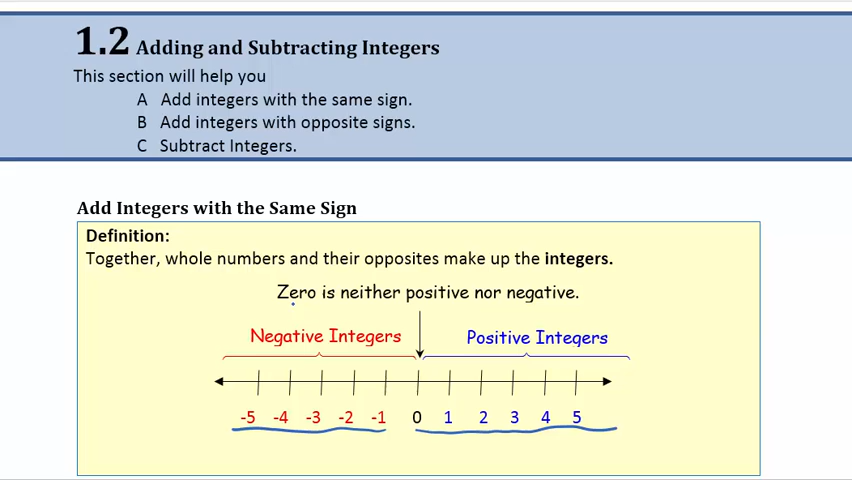 1.2 Adding and Subtracting Integers
This section will help you
A Add integers with the same sign.
B Add integers with opposite signs.
C Subtract Integers.
Add Integers with the Same Sign
Definition:
Together, whole numbers and their opposites make up the integers.
Zero is neither positive nor negative.
Negative Integers Positive Integers
-5 -4 -3 -2 -1 0 1 2 3 4 5